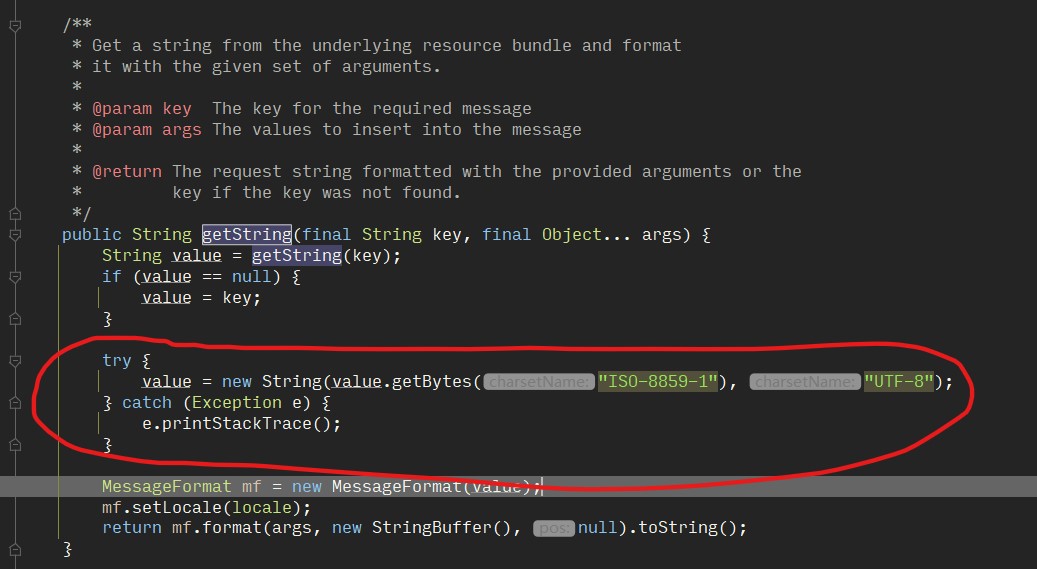 /**
 * Get a string from the underlying resource bundle and format
 * it with the given set of arguments.
 *
 * @param key  The key for the required message
 * @param args The values to insert into the message
 *
 * @return The request string formatted with the provided arguments or the
 *         key if the key was not found.
 */
public String getString(final String key, final Object... args) {
    String value = getString(key);
    if (value == null) {
        value = key;
    }
    try {
        value = new String(value.getBytes( charsetName: "ISO-8859-1"), charsetName: "UTF-8");
    } catch (Exception e) {
        e.printStackTrace();
    }
    MessageFormat mf = new MessageFormat(value);
    mf.setLocale(locale);
    return mf.format(args, new StringBuffer(), pos: null).toString();
}